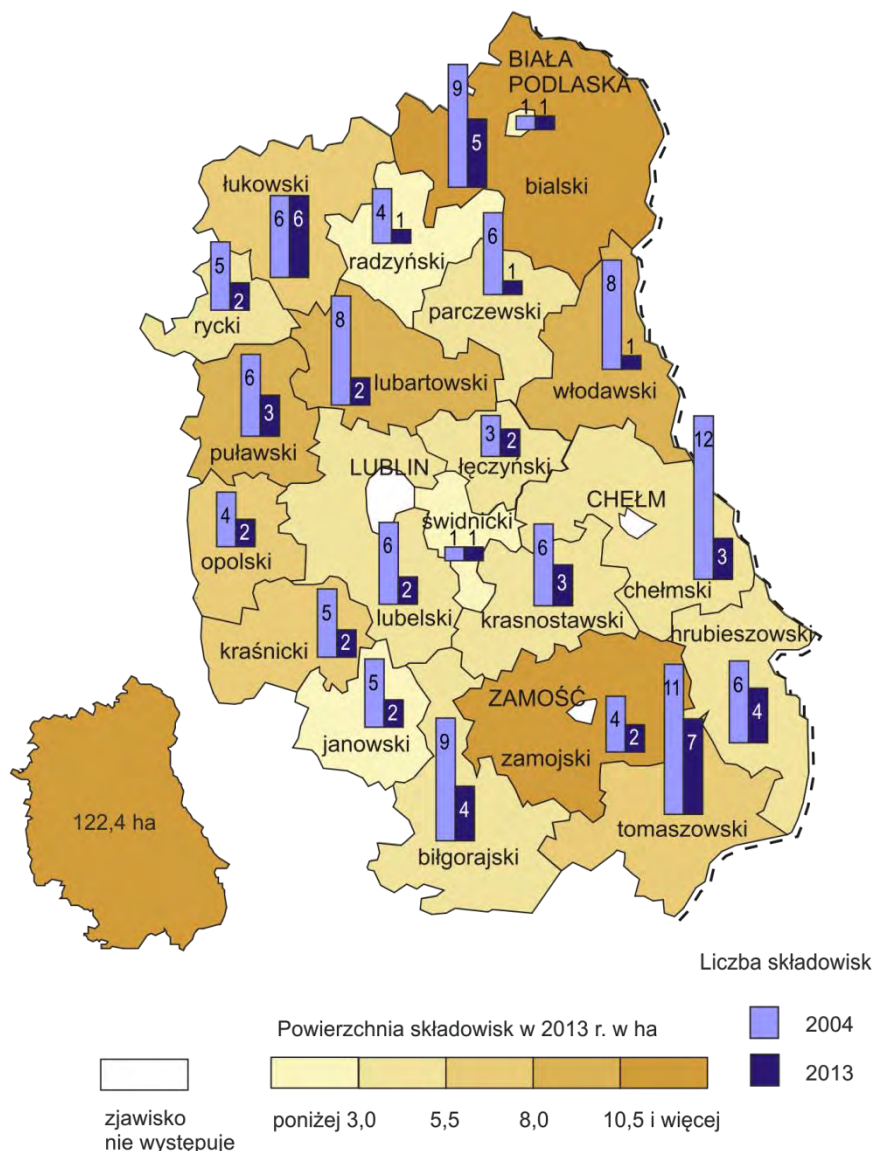 BIAŁA
PODLASKA
9
1
1
5
bialski
łukowski
6
6
4
1
radzyński
6
1
parczewski
5
2
rycki
8
1
włodawski
8
2
lubartowski
6
3
puławski
3
2
łęczyński
12
3
chełmski
LUBLIN
CHEŁM
świdnicki
1
1
4
2
opolski
6
2
lubelski
6
3
krasnostawski
5
2
kraśnicki
hrubieszowski
6
4
5
2
janowski
ZAMOŚĆ
4
2
zamojski
11
7
tomaszowski
9
4
biłgorajski
122,4 ha
Liczba składowisk
2004
2013
Powierzchnia składowisk w 2013 r. w ha
zjawisko
nie występuje
poniżej 3,0
5,5
8,0
10,5 i więcej